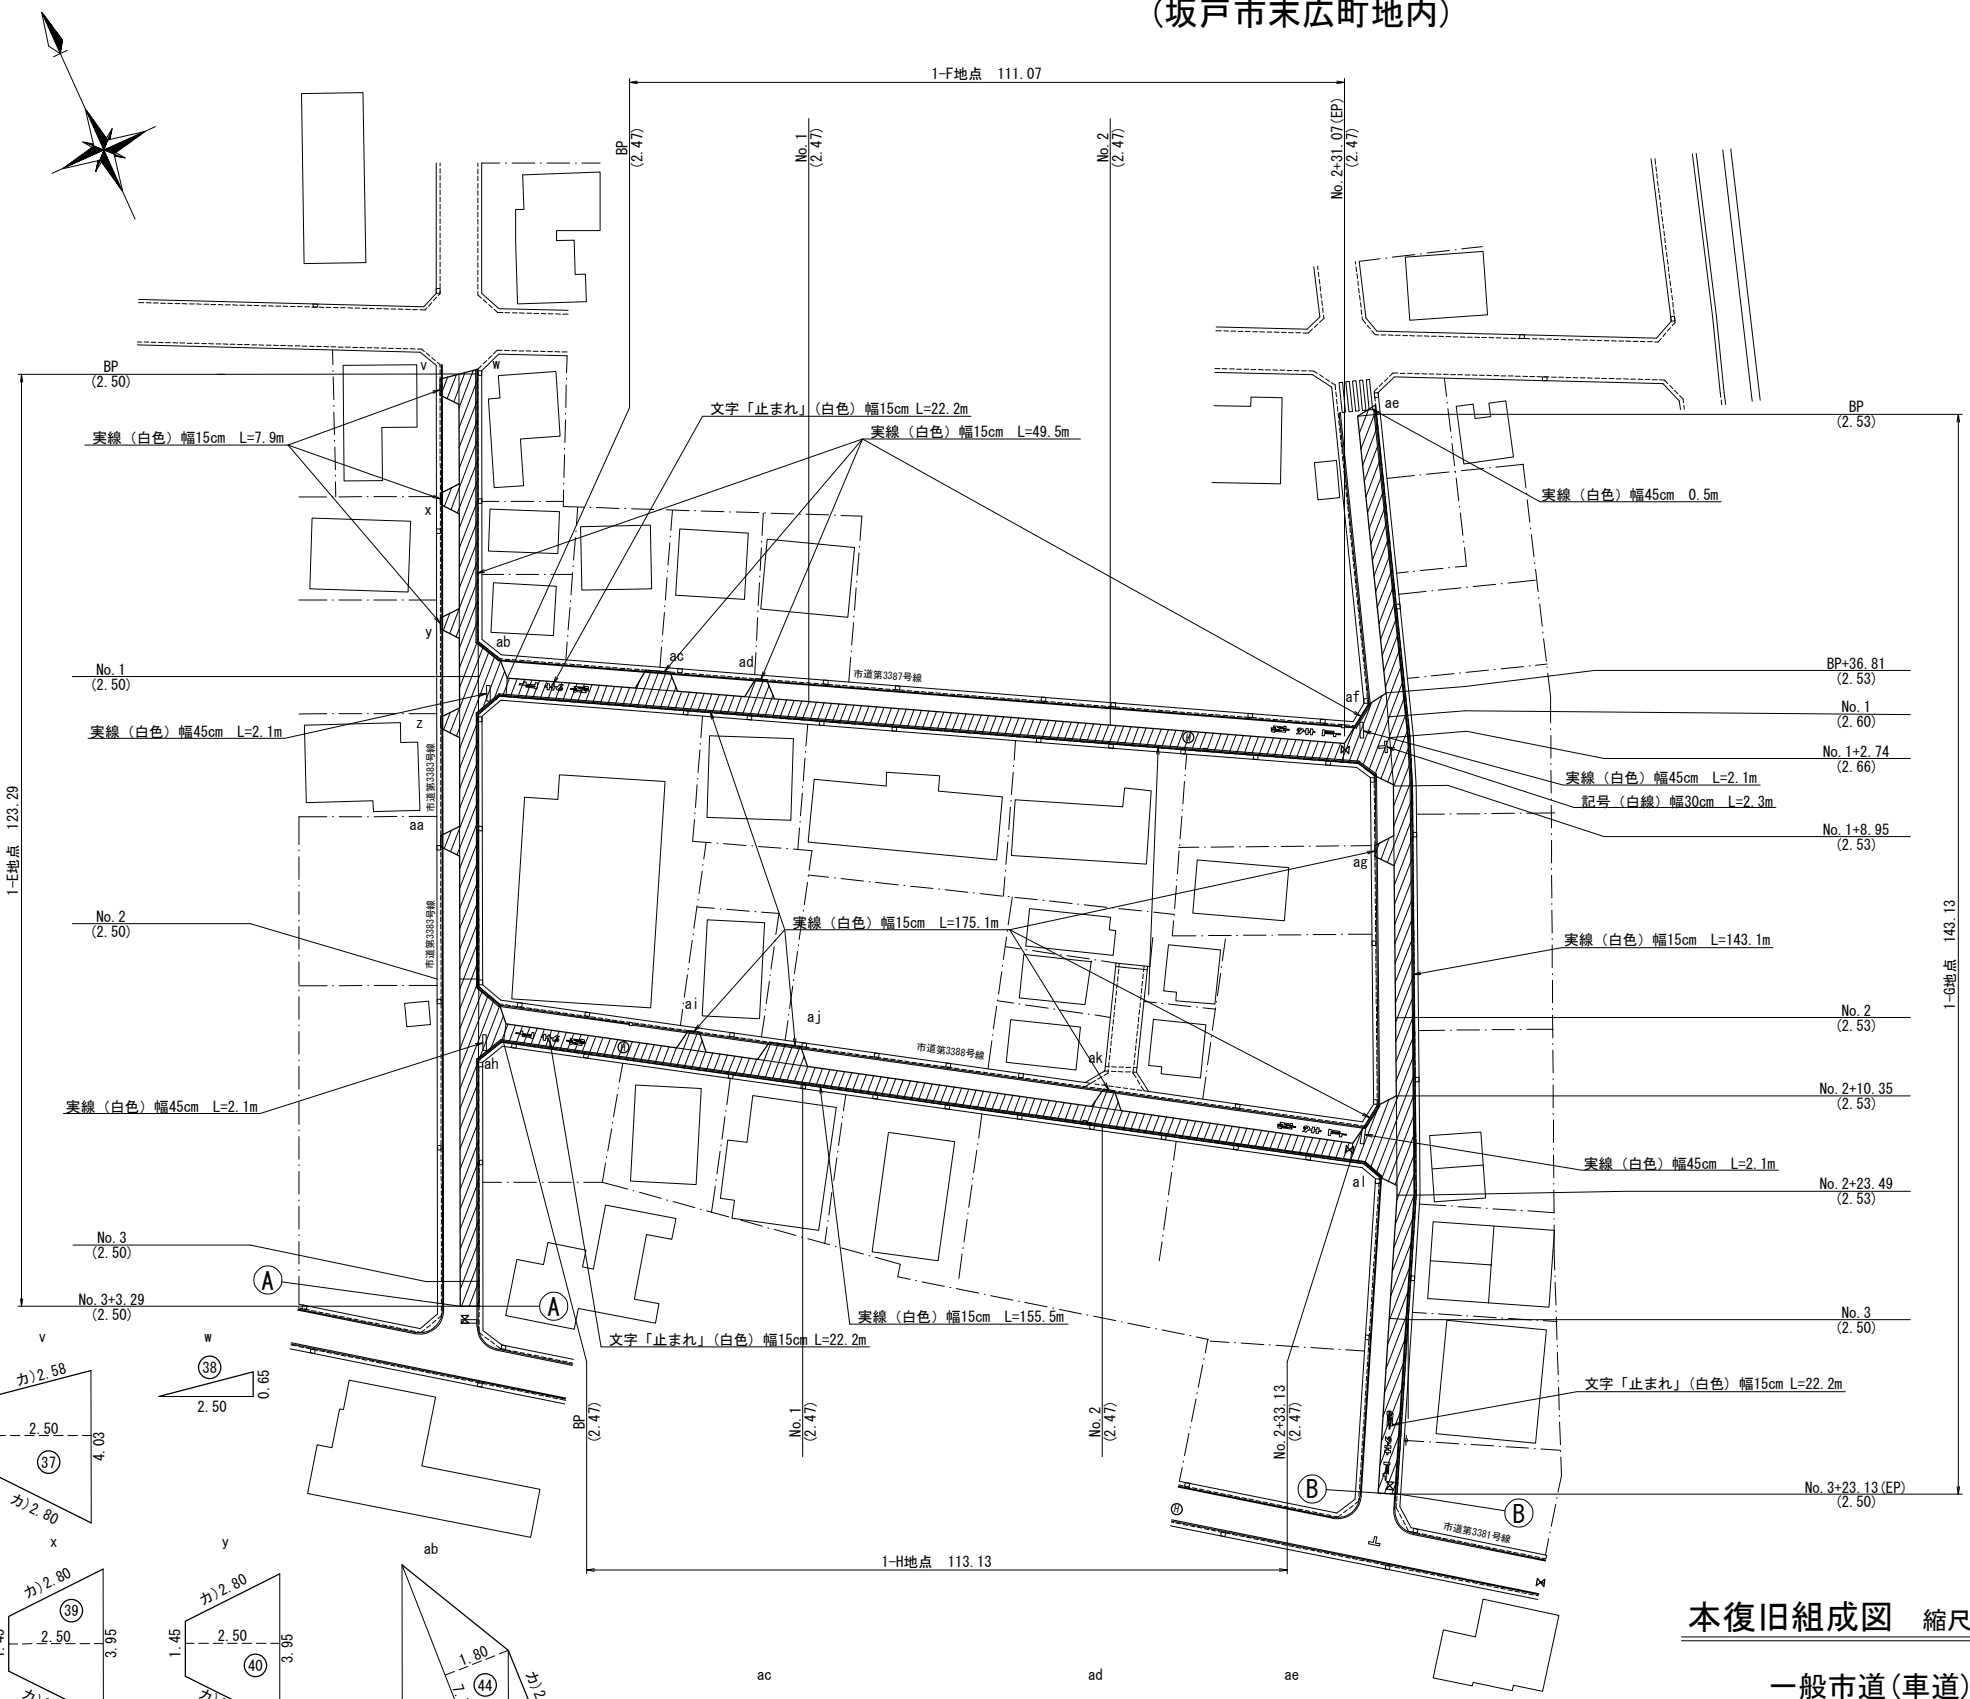 (坂戸市末広町地内)
1-F地点 111.07
BP
(2.47)
No.1
(2.47)
No.2
(2.47)
No.2+31.07(EP)
(2.47)
BP
(2.50)
v
w
文字「止まれ」(白色) 幅15cm L=22.2m
実線 (白色) 幅15cm L=49.5m
実線 (白色) 幅15cm L=7.9m
ae
BP
(2.53)
実線 (白色) 幅45cm 0.5m
x
y
ab
ac
ad
市道第3387号線
af
No.1
(2.50)
実線 (白色) 幅45cm L=2.1m
z
市道第3383号線
aa
BP+36.81
(2.53)
No.1
(2.60)
No.1+2.74
(2.66)
実線 (白色) 幅45cm L=2.1m
記号 (白線) 幅30cm L=2.3m
No.1+8.95
(2.53)
ag
1-E地点 123.29
No.2
(2.50)
市道第3383号線
実線 (白色) 幅15cm L=175.1m
実線 (白色) 幅15cm L=143.1m
1-G地点 143.13
ai
aj
市道第3388号線
ak
No.2
(2.53)
ah
実線 (白色) 幅45cm L=2.1m
No.2+10.35
(2.53)
実線 (白色) 幅45cm L=2.1m
al
No.2+23.49
(2.53)
No.3
(2.50)
A
A
No.3+3.29
(2.50)
実線 (白色) 幅15cm L=155.5m
文字「止まれ」(白色) 幅15cm L=22.2m
No.3
(2.50)
文字「止まれ」(白色) 幅15cm L=22.2m
BP
(2.47)
No.1
(2.47)
No.2
(2.47)
No.2+33.13
(2.47)
B
B
No.3+23.13(EP)
(2.50)
市道第3381号線
1-H地点 113.13
v
カ)2.58
2.50
4.03
37
カ)2.80
w
38
0.65
2.50
x
カ)2.80
39
2.50
3.95
y
カ)2.80
1.45
2.50
3.95
40
ab
1.80
44
ac
ad
ae
本復旧組成図 縮尺
一般市道(車道)